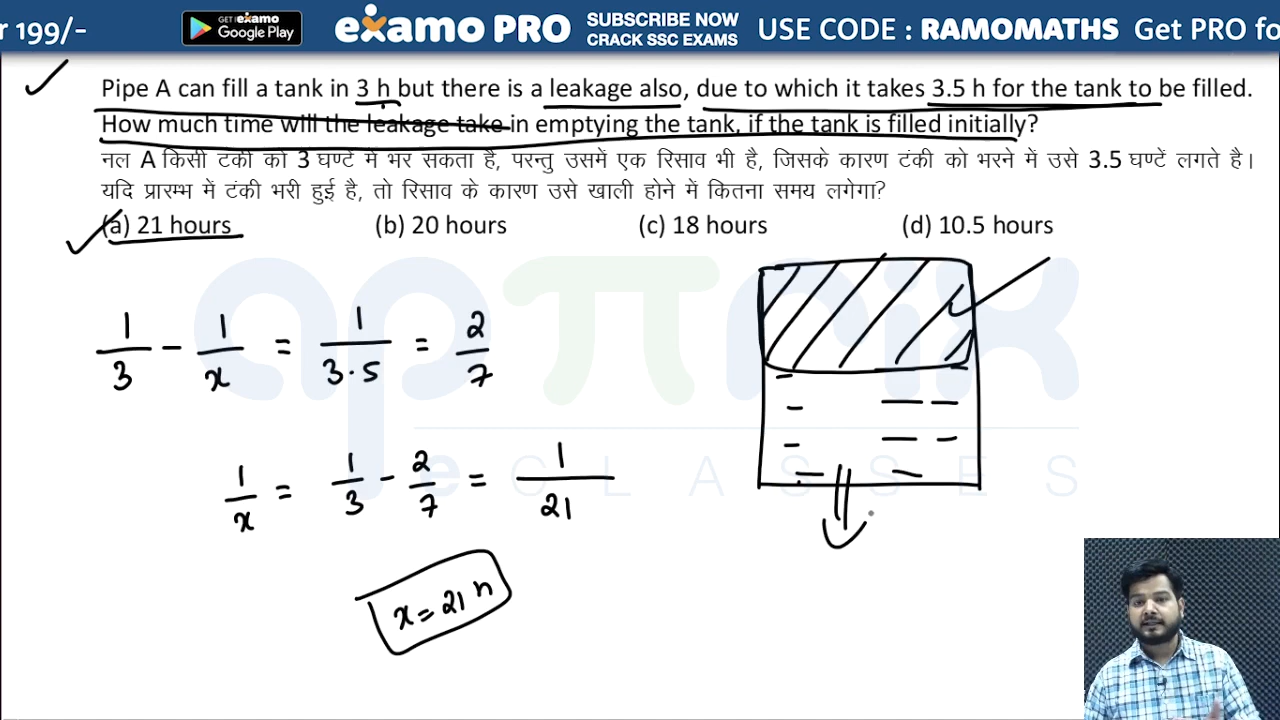 r 199/-
GET IT ON examo
Google Play
examo PRO
SUBSCRIBE NOW
CRACK SSC EXAMS
USE CODE : RAMOMATHS Get PRO fo
Pipe A can fill a tank in 3 h but there is a leakage also, due to which it takes 3.5 h for the tank to be filled.
How much time will the leakage take in emptying the tank, if the tank is filled initially?
नल A किसी टंकी को 3 घण्टे में भर सकता है, परन्तु उसमें एक रिसाव भी है, जिसके कारण टंकी को भरने में उसे 3.5 घण्टें लगते है।
यदि प्रारम्भ में टंकी भरी हुई है, तो रिसाव के कारण उसे खाली होने में कितना समय लगेगा?
(a) 21 hours (b) 20 hours (c) 18 hours (d) 10.5 hours
1/3 - 1/x = 1/3.5 = 2/7
1/x = 1/3 - 2/7 = 1/21
x = 21 h
apπmix
e CLASSES